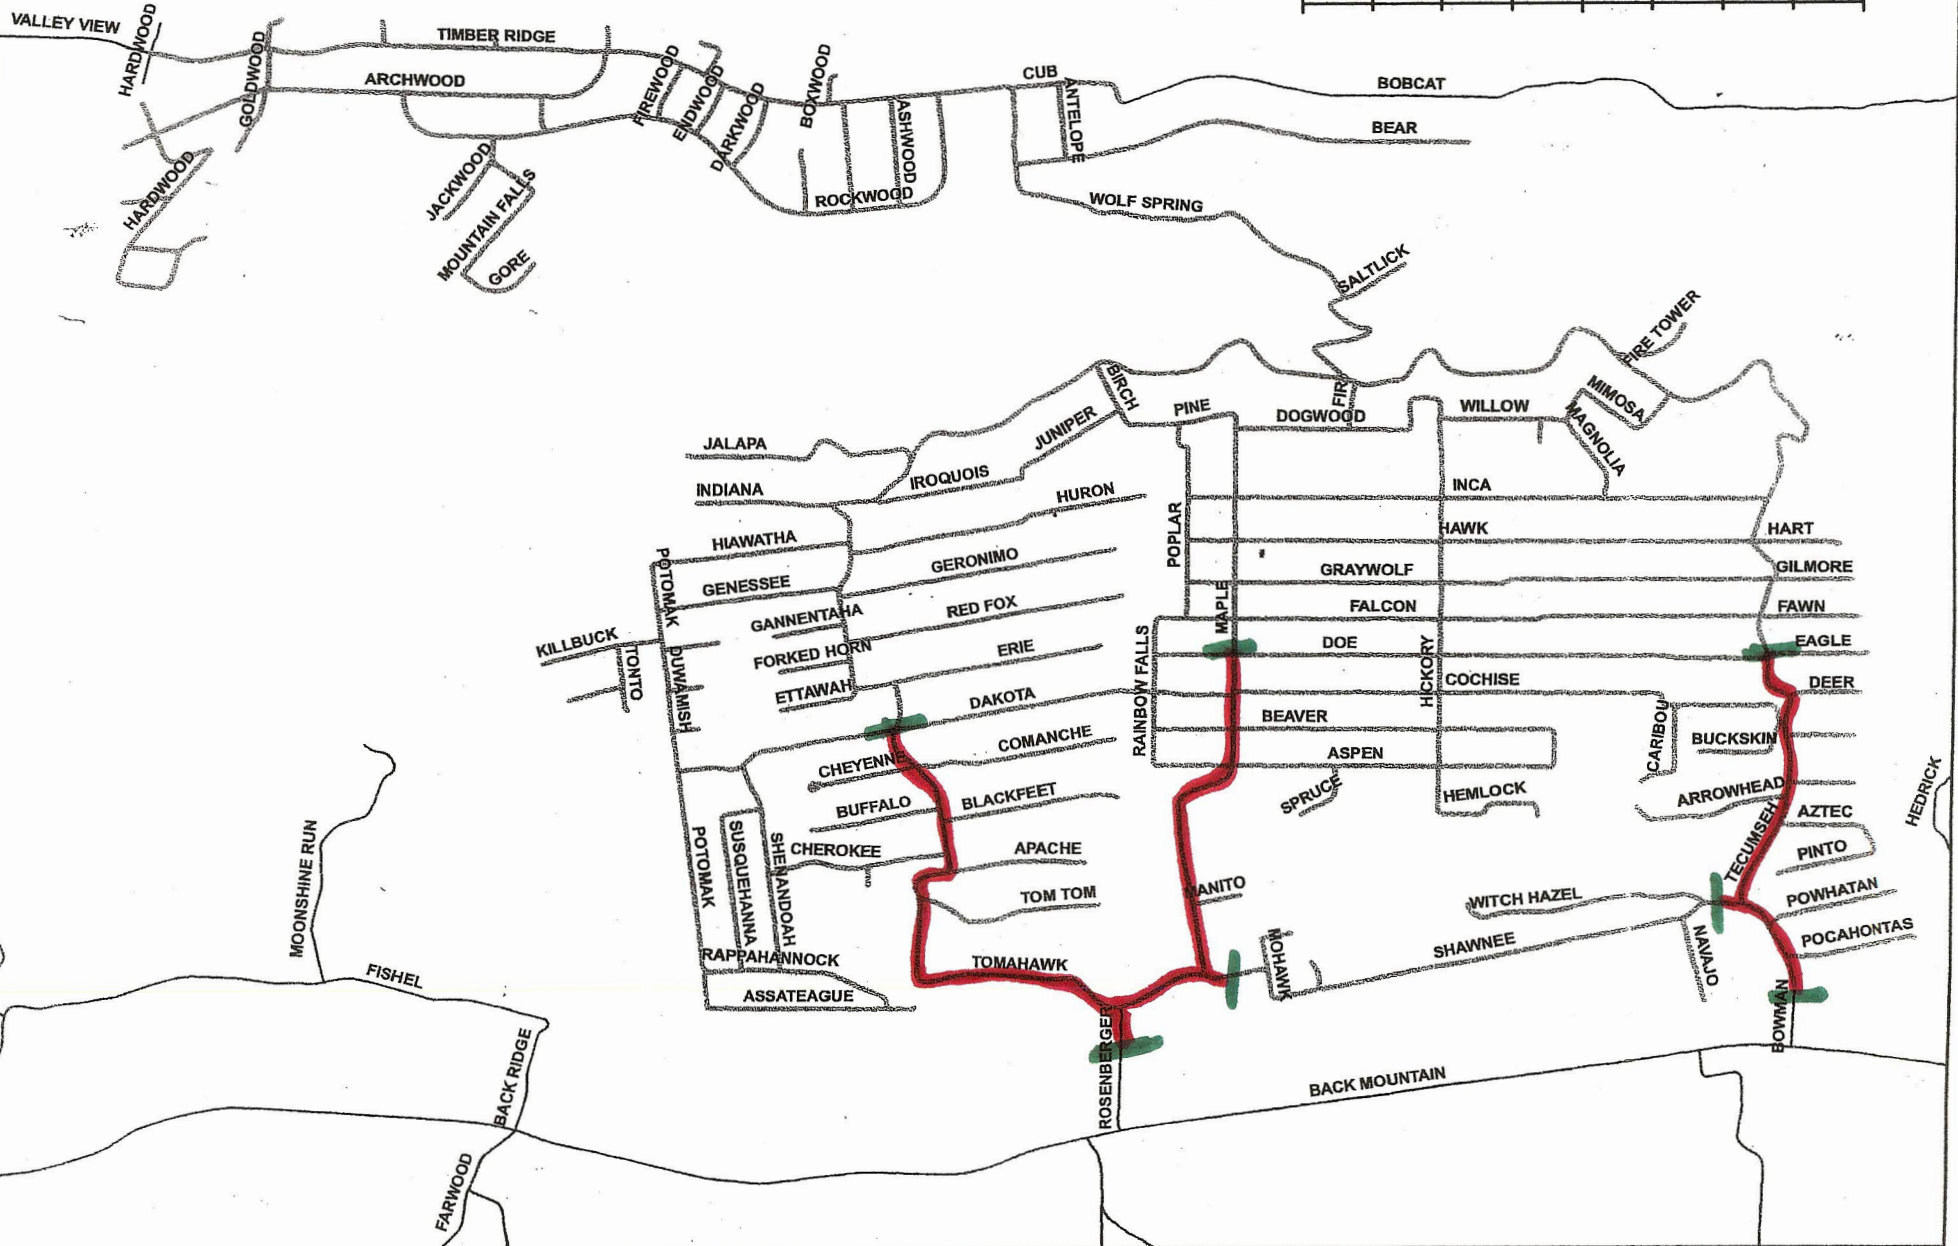 VALLEY VIEW
HARDWOOD
GOLDWOOD
TIMBER RIDGE
ARCHWOOD
FIREWOOD
ENDWOOD
DARKWOOD
BOXWOOD
ASHWOOD
CUB
ANTELOPE
BOBCAT
BEAR
HARDWOOD
JACKWOOD
MOUNTAIN FALLS
GORE
ROCKWOOD
WOLF SPRING
SALTLICK
FIRE TOWER
BIRCH
FIR
MIMOSA
PINE
DOGWOOD
WILLOW
MAGNOLIA
JUNIPER
JALAPA
IROQUOIS
INDIANA
HURON
INCA
POPLAR
HAWK
HART
HIAWATHA
POTOMAK
GERONIMO
GRAYWOLF
GILMORE
GENESSEE
GANNENTAHA
RED FOX
MAPLE
FALCON
FAWN
KILLBUCK
TONTO
DUWAMISH
FORKED HORN
ERIE
RAINBOW FALLS
DOE
HICKORY
EAGLE
ETTAWAH
DAKOTA
COCHISE
DEER
BEAVER
CARIBOU
BUCKSKIN
CHEYENNE
COMANCHE
ASPEN
SPRUCE
HEMLOCK
ARROWHEAD
HEDRICK
BUFFALO
BLACKFEET
TECUMSEH
AZTEC
POTOMAK
SUSQUEHANNA
SHENANDOAH
CHEROKEE
APACHE
PINTO
MOONSHINE RUN
TOM TOM
MANITO
WITCH HAZEL
POWHATAN
RAPPAHANNOCK
TOMAHAWK
MOHAWK
SHAWNEE
NAVAJO
POCAHONTAS
FISHEL
ASSATEAGUE
ROSENBERGER
BOWMAN
BACK RIDGE
BACK MOUNTAIN
FARWOOD